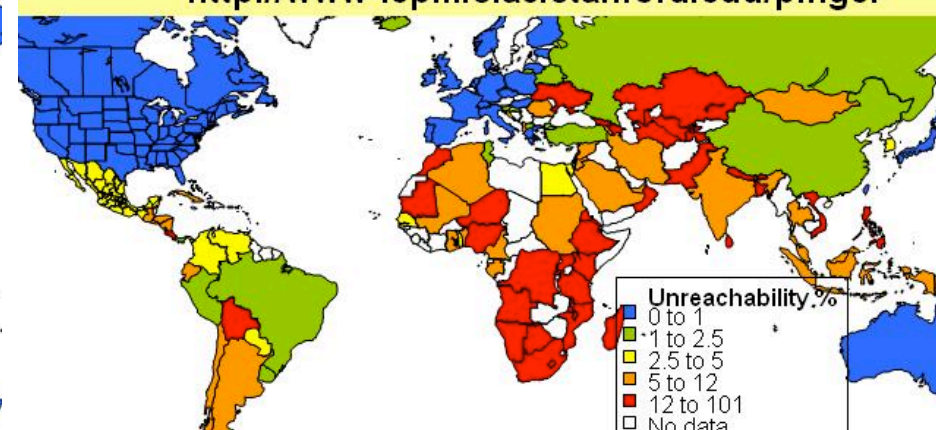 Unreachability %
0 to 1
1 to 2.5
2.5 to 5
5 to 12
12 to 101
No data